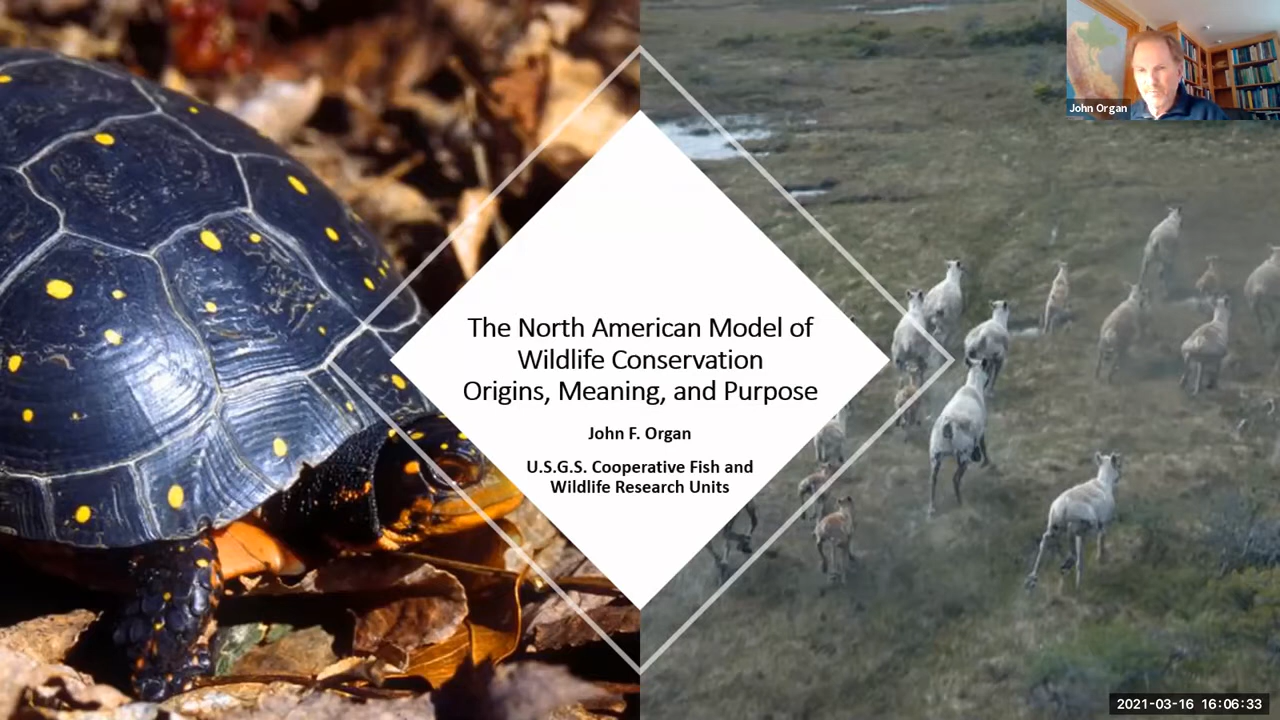 John Organ
The North American Model of
Wildlife Conservation
Origins, Meaning, and Purpose
John F. Organ
U.S.G.S. Cooperative Fish and
Wildlife Research Units
2021-03-16 16:06:33